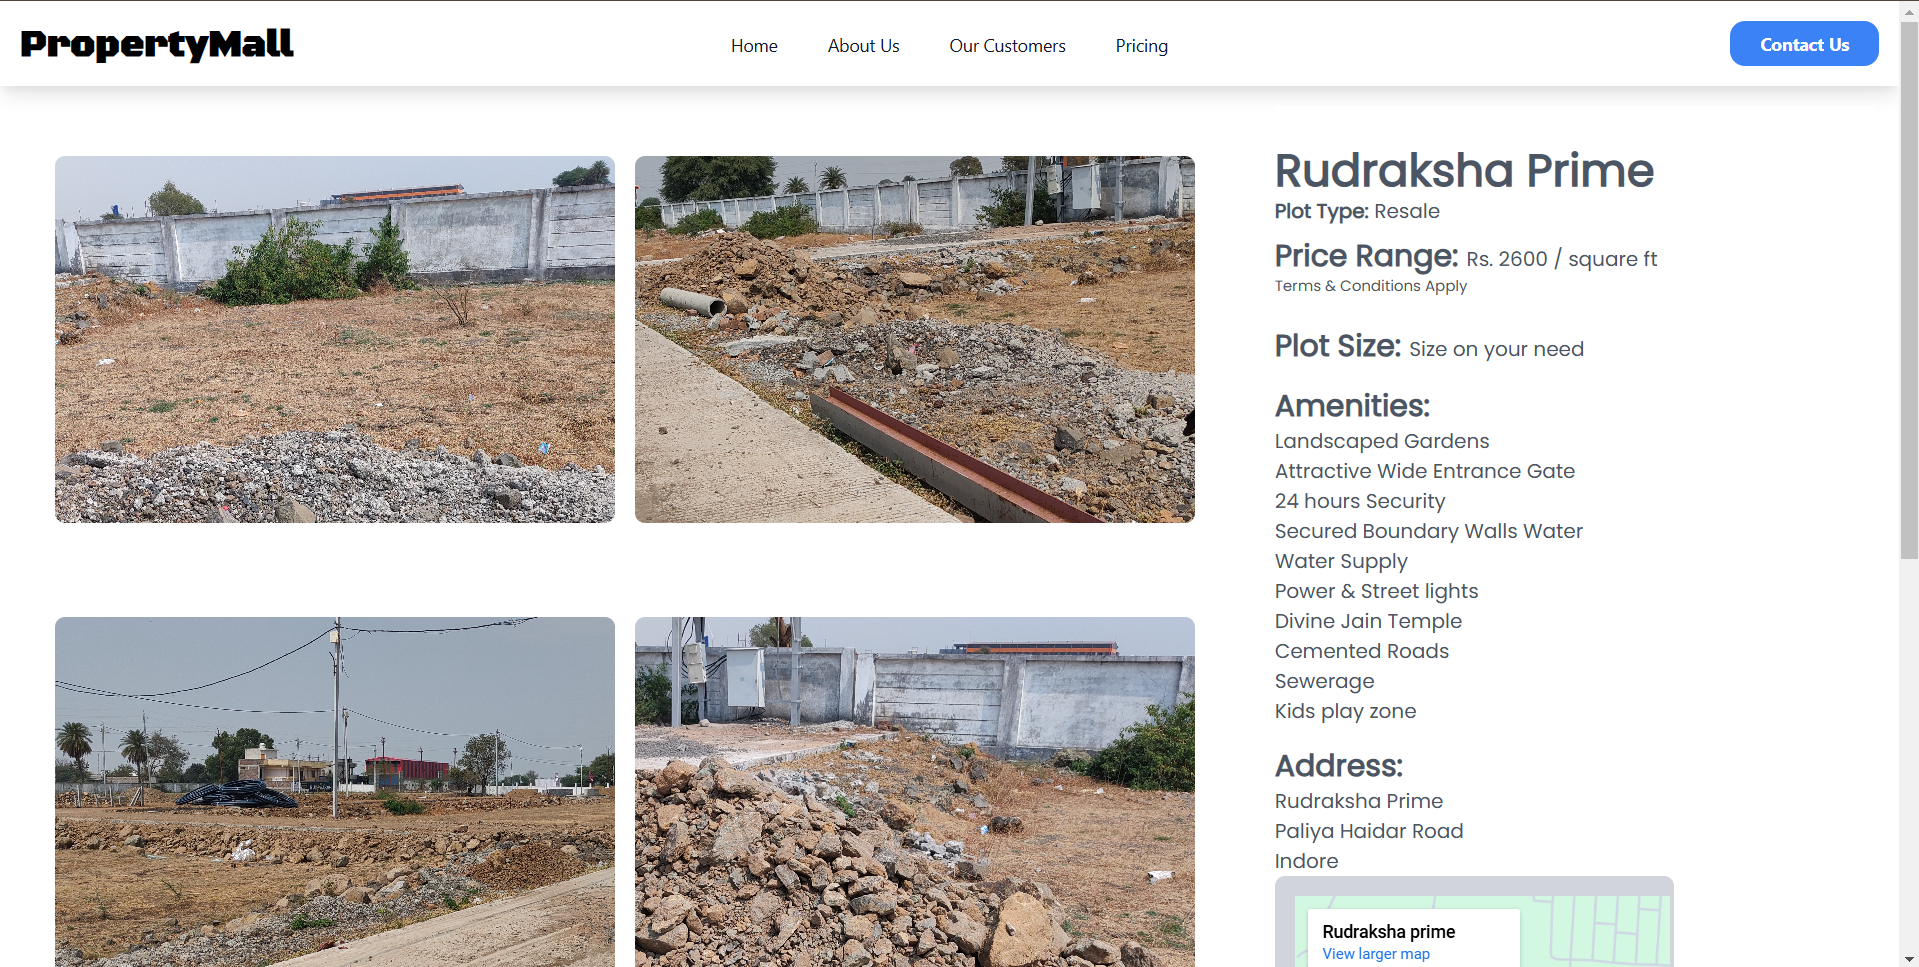 PropertyMall
Home
About Us
Our Customers
Pricing
Contact Us
Rudraksha Prime
Plot Type: Resale
Price Range: Rs. 2600 / square ft
Terms & Conditions Apply
Plot Size: Size on your need
Amenities:
Landscaped Gardens
Attractive Wide Entrance Gate
24 hours Security
Secured Boundary Walls Water
Water Supply
Power & Street lights
Divine Jain Temple
Cemented Roads
Sewerage
Kids play zone
Address:
Rudraksha Prime
Paliya Haidar Road
Indore
Rudraksha prime
View larger map